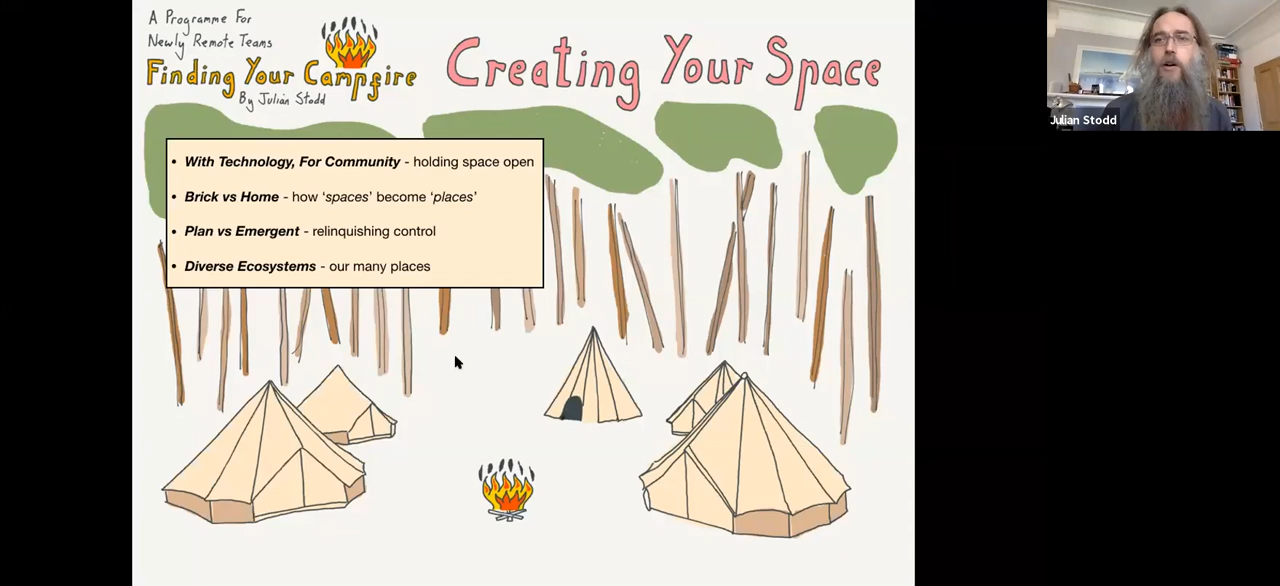 A Programme For
Newly Remote Teams
Finding Your Campfire
By Julian Stodd
Creating Your Space
• With Technology, For Community - holding space open
• Brick vs Home - how ‘spaces’ become ‘places’
• Plan vs Emergent - relinquishing control
• Diverse Ecosystems - our many places
Julian Stodd